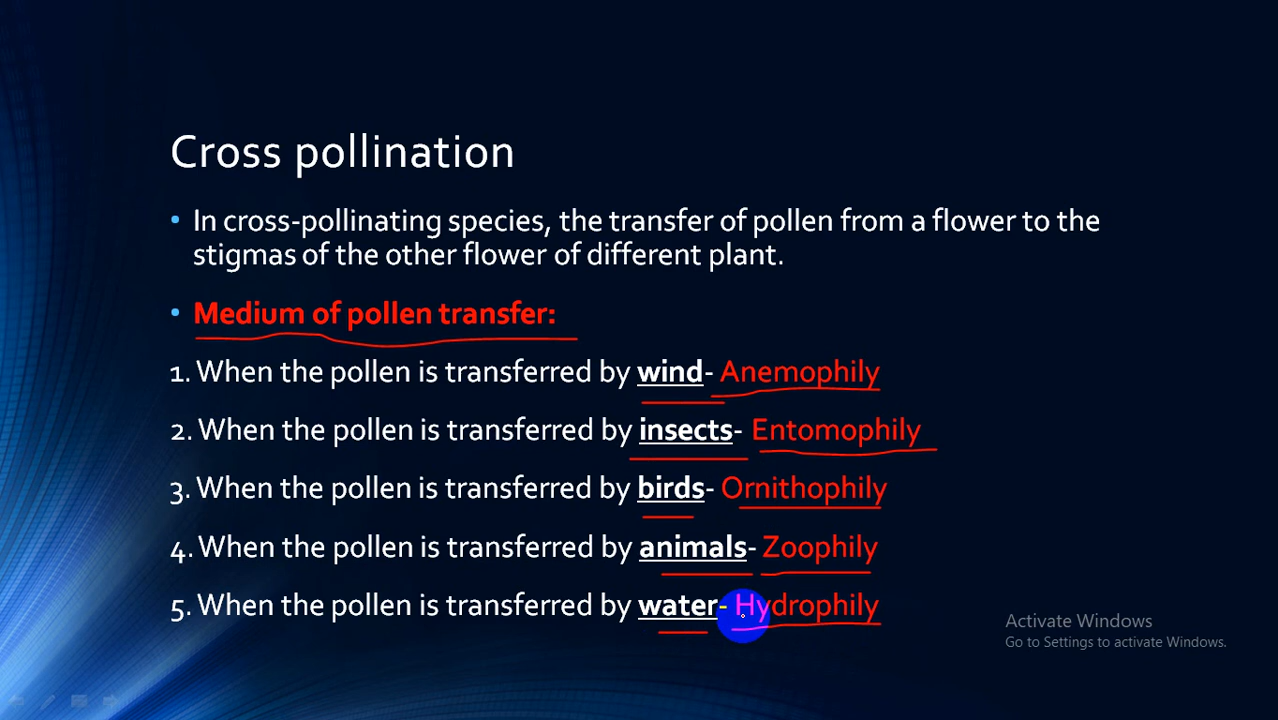 Cross pollination
• In cross-pollinating species, the transfer of pollen from a flower to the
stigmas of the other flower of different plant.
• Medium of pollen transfer:
1. When the pollen is transferred by wind- Anemophily
2. When the pollen is transferred by insects- Entomophily
3. When the pollen is transferred by birds- Ornithophily
4. When the pollen is transferred by animals- Zoophily
5. When the pollen is transferred by water- Hydrophily
Activate Windows
Go to Settings to activate Windows.